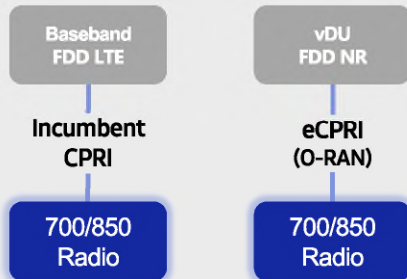 Baseband
FDD LTE
vDU
FDD NR
Incumbent
CPRI
eCPRI
(O-RAN)
700/850
Radio
700/850
Radio